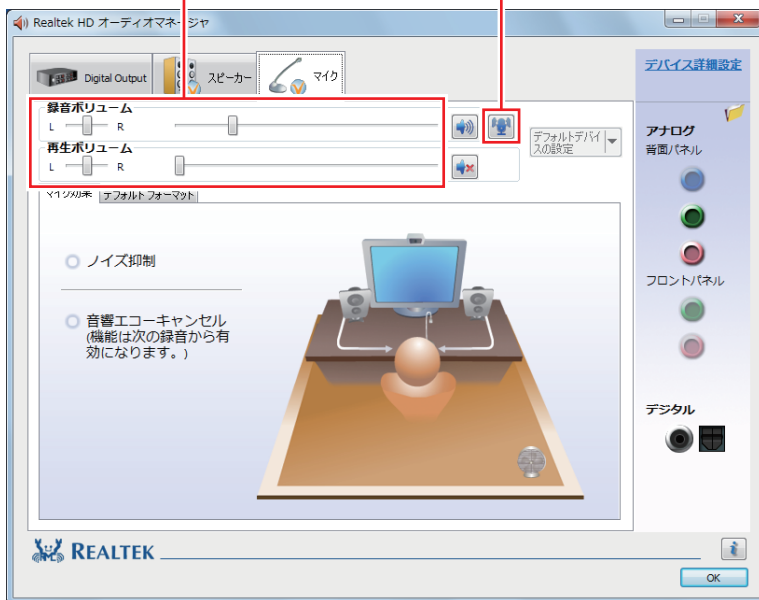 Realtek HD オーディオマネージャ
Digital Output
スピーカー
マイク
デバイス詳細設定
録音ボリューム
L
R
デフォルトデバイ
スの設定
再生ボリューム
L
R
マイク効果
デフォルト フォーマット
アナログ
背面パネル
ノイズ抑制
音響エコーキャンセル
(機能は次の録音から有
効になります。)
フロントパネル
デジタル
REALTEK
i
OK